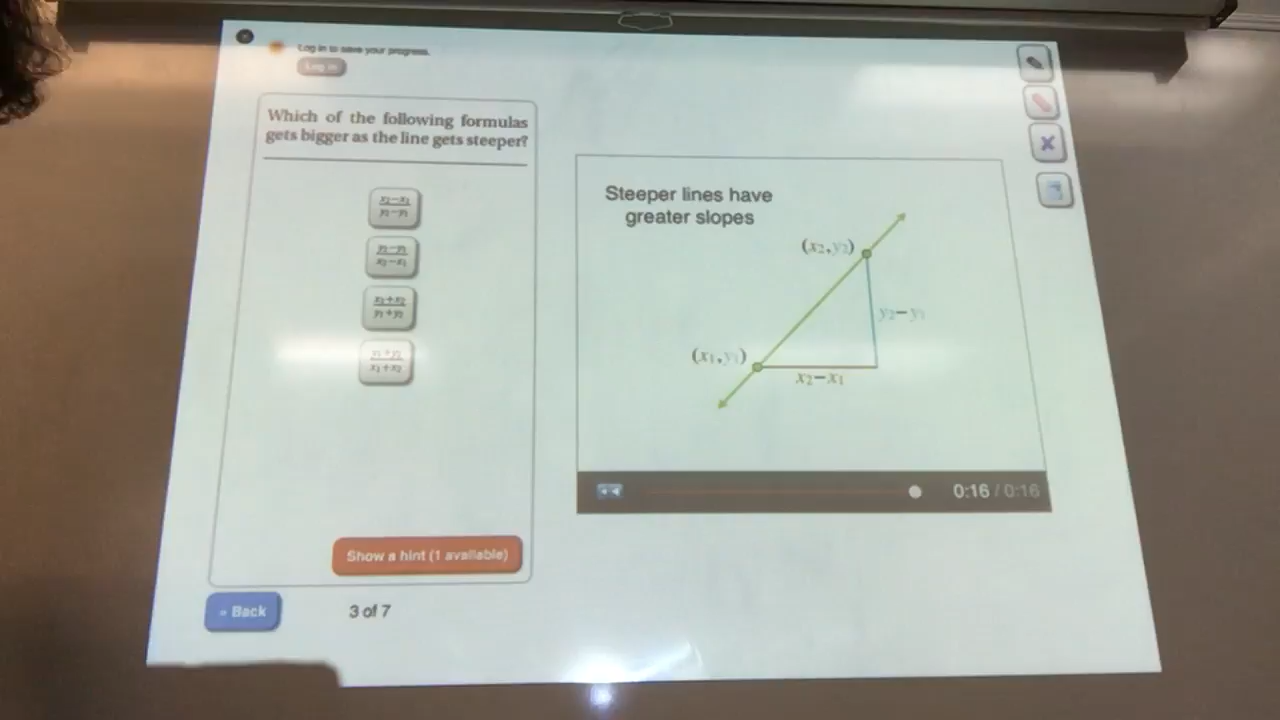 Log in to save your progress.
Log in
Which of the following formulas
gets bigger as the line gets steeper?
x₂−x₁
y₂−y₁
y₂−y₁
x₂−x₁
x₁+x₂
y₁+y₂
y₁+y₂
x₁+x₂
Show a hint (1 available)
« Back
3 of 7
Steeper lines have
greater slopes
(x₂,y₂)
y₂−y₁
(x₁,y₁)
x₂−x₁
0:16 / 0:16